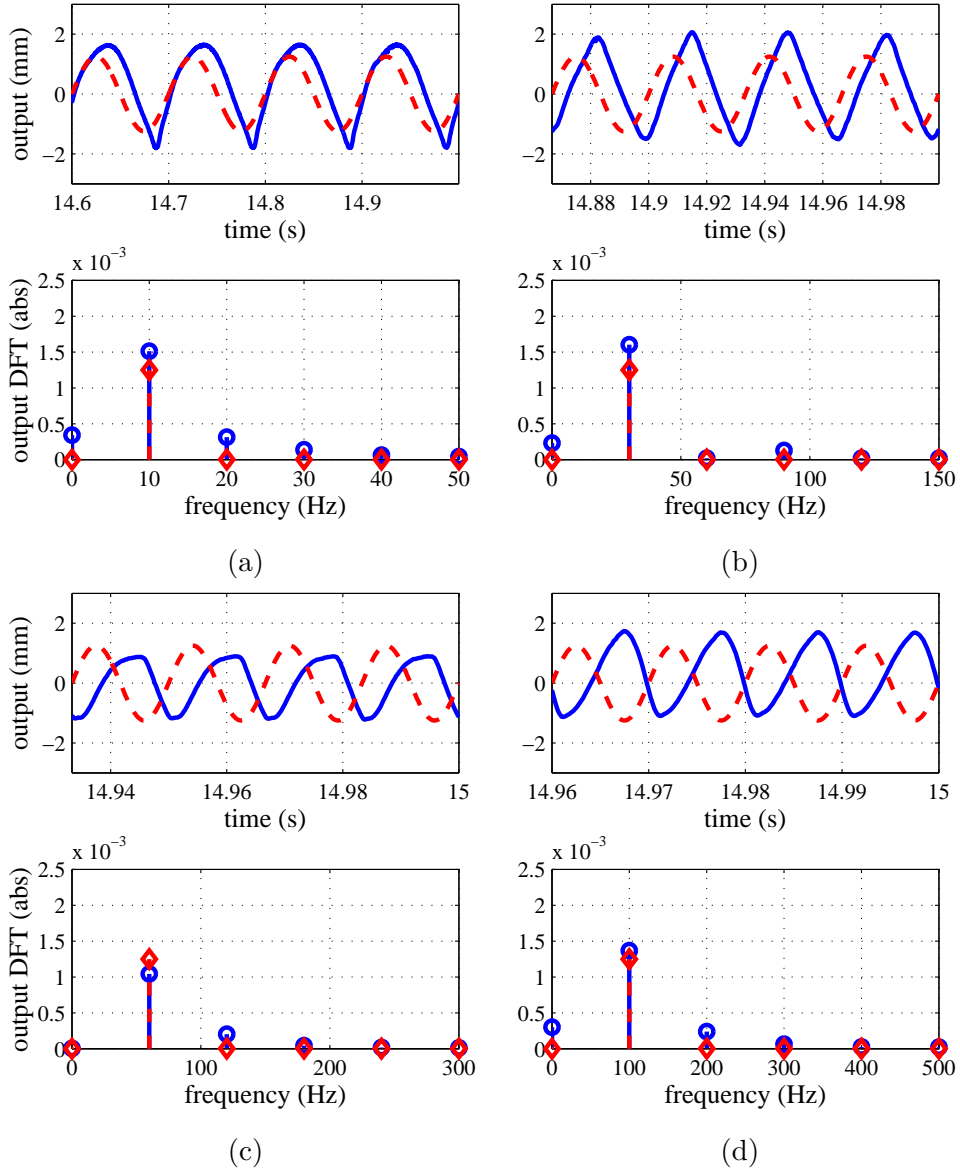 output (mm)
2
0
−2
14.6 14.7 14.8 14.9
time (s)
output (mm)
2
0
−2
14.88 14.9 14.92 14.94 14.96 14.98
time (s)
x 10−3
output DFT (abs)
2.5
2
1.5
1
0.5
0
0 10 20 30 40 50
frequency (Hz)
(a)
x 10−3
2.5
2
1.5
1
0.5
0
0 50 100 150
frequency (Hz)
(b)
output (mm)
2
0
−2
14.94 14.96 14.98 15
time (s)
2
0
−2
14.96 14.97 14.98 14.99 15
time (s)
x 10−3
output DFT (abs)
2.5
2
1.5
1
0.5
0
0 100 200 300
frequency (Hz)
(c)
x 10−3
2.5
2
1.5
1
0.5
0
0 100 200 300 400 500
frequency (Hz)
(d)